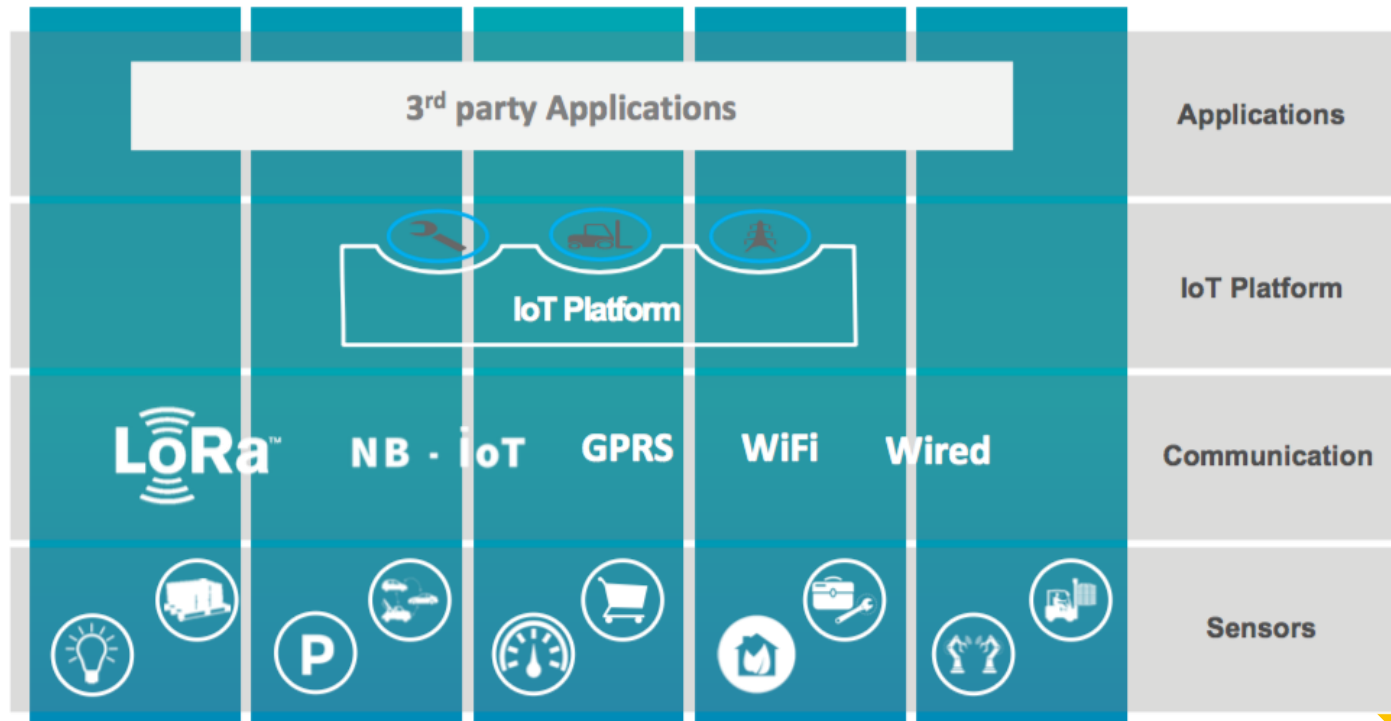 3rd party Applications
Applications
IoT Platform
IoT Platform
LoRa™ NB - IoT GPRS WiFi Wired
Communication
P
Sensors